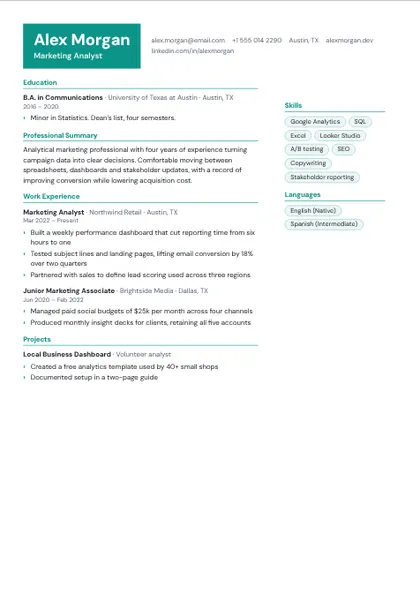 Alex Morgan
Marketing Analyst
alex.morgan@email.com +1 555 014 2290 Austin, TX alexmorgan.dev
linkedin.com/in/alexmorgan
Education
B.A. in Communications · University of Texas at Austin · Austin, TX
2016 – 2020
› Minor in Statistics. Dean's list, four semesters.
Professional Summary
Analytical marketing professional with four years of experience turning
campaign data into clear decisions. Comfortable moving between
spreadsheets, dashboards and stakeholder updates, with a record of
improving conversion while lowering acquisition cost.
Work Experience
Marketing Analyst · Northwind Retail · Austin, TX
Mar 2022 – Present
› Built a weekly performance dashboard that cut reporting time from six
hours to one
› Tested subject lines and landing pages, lifting email conversion by 18%
over two quarters
› Partnered with sales to define lead scoring used across three regions
Junior Marketing Associate · Brightside Media · Dallas, TX
Jun 2020 – Feb 2022
› Managed paid social budgets of $25k per month across four channels
› Produced monthly insight decks for clients, retaining all five accounts
Projects
Local Business Dashboard · Volunteer analyst
› Created a free analytics template used by 40+ small shops
› Documented setup in a two-page guide
Skills
Google Analytics SQL
Excel Looker Studio
A/B testing SEO
Copywriting
Stakeholder reporting
Languages
English (Native)
Spanish (Intermediate)